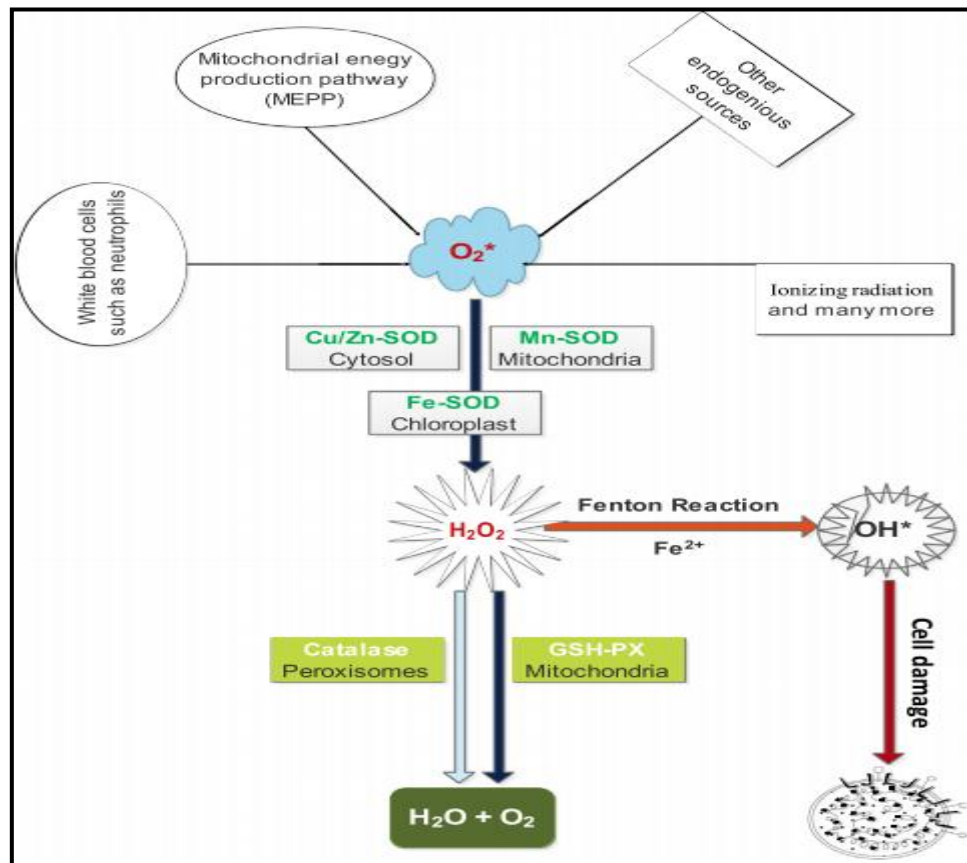 Mitochondrial enegy
production pathway
(MEPP)
Other
endogenious
sources
White blood cells
such as neutrophils
O₂*
Ionizing radiation
and many more
Cu/Zn-SOD
Cytosol
Mn-SOD
Mitochondria
Fe-SOD
Chloroplast
H₂O₂
Fenton Reaction
Fe²⁺
OH*
Catalase
Peroxisomes
GSH-PX
Mitochondria
Cell damage
H₂O + O₂